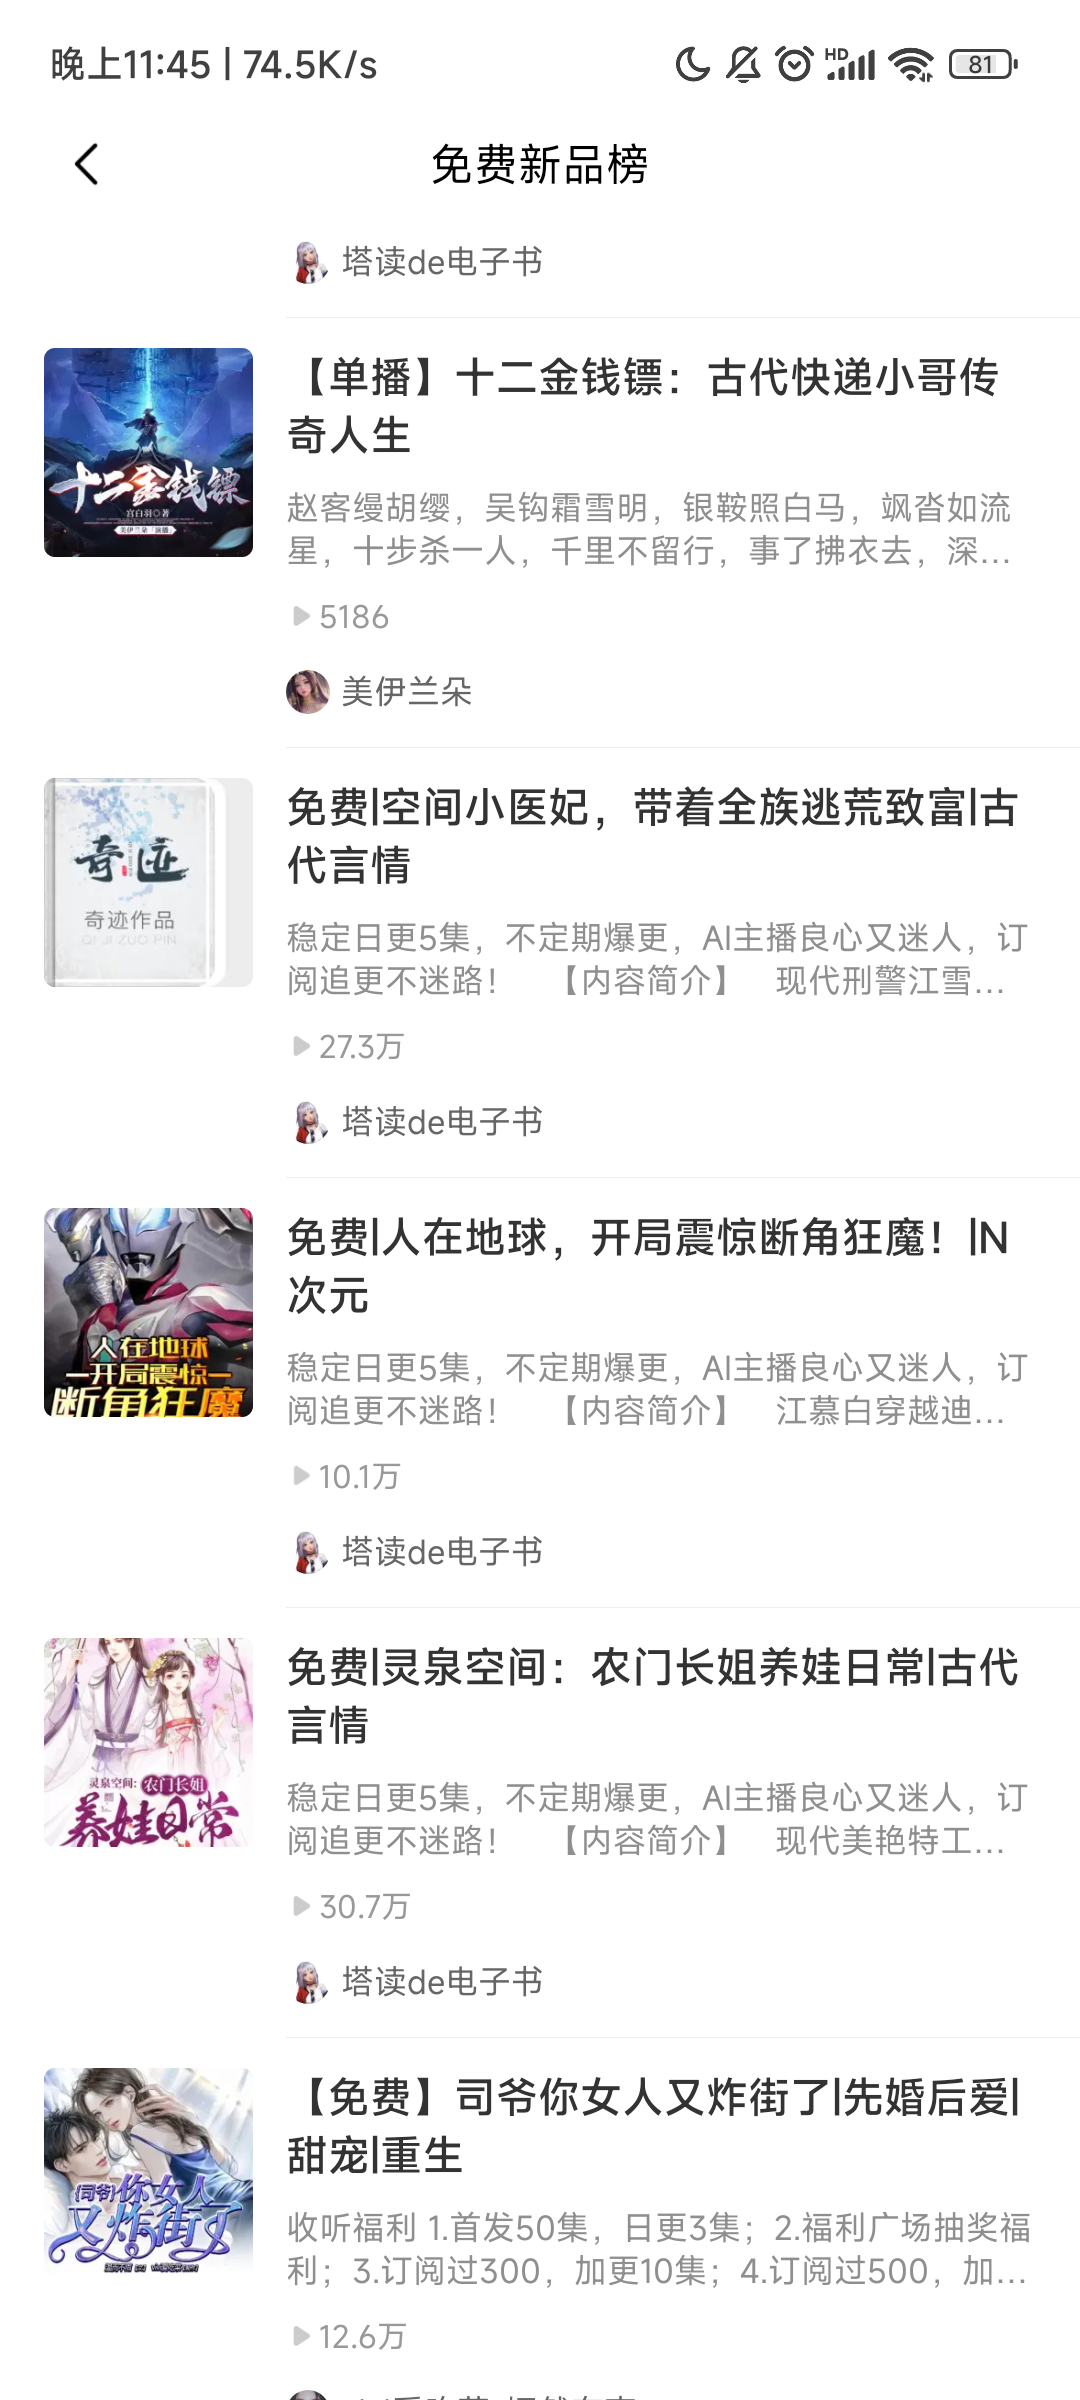 晚上11:45 | 74.5K/s
HD
81
免费新品榜
塔读de电子书
十二金钱镖
宫白羽◎著
美伊兰朵「演播」
【单播】十二金钱镖：古代快递小哥传
奇人生
赵客缦胡缨，吴钩霜雪明，银鞍照白马，飒沓如流
星，十步杀一人，千里不留行，事了拂衣去，深...
5186
美伊兰朵
奇迹
奇迹作品
QI JI ZUO PIN
免费|空间小医妃，带着全族逃荒致富|古
代言情
稳定日更5集，不定期爆更，AI主播良心又迷人，订
阅追更不迷路！ 【内容简介】 现代刑警江雪...
27.3万
塔读de电子书
人在地球
开局震惊
断角狂魔
免费|人在地球，开局震惊断角狂魔！|N
次元
稳定日更5集，不定期爆更，AI主播良心又迷人，订
阅追更不迷路！ 【内容简介】 江慕白穿越迪...
10.1万
塔读de电子书
灵泉空间：农门长姐
养娃日常
免费|灵泉空间：农门长姐养娃日常|古代
言情
稳定日更5集，不定期爆更，AI主播良心又迷人，订
阅追更不迷路！ 【内容简介】 现代美艳特工...
30.7万
塔读de电子书
司爷你女人
又炸街了
【免费】司爷你女人又炸街了|先婚后爱|
甜宠|重生
收听福利 1.首发50集，日更3集；2.福利广场抽奖福
利；3.订阅过300，加更10集；4.订阅过500，加...
12.6万